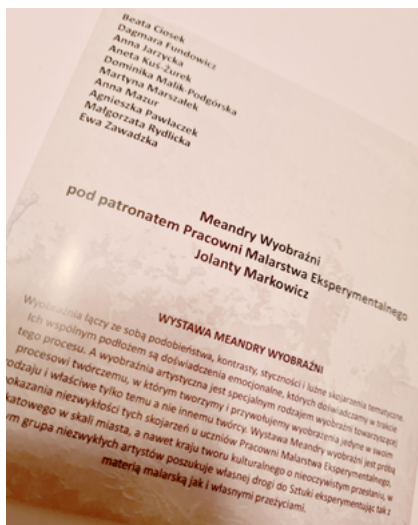 Beata Ciosek
Dagmara Fundowicz
Anna Jarzycka
Aneta Kuś-Żurek
Dominika Malik-Podgórska
Martyna Marszałek
Anna Mazur
Agnieszka Pawlaczek
Małgorzata Rydlicka
Ewa Zawadzka
Meandry Wyobraźni
pod patronatem Pracowni Malarstwa Eksperymentalnego
Jolanty Markowicz
WYSTAWA MEANDRY WYOBRAŹNI
Wyobraźnia łączy ze sobą podobieństwa, kontrasty, styczności i luźne skojarzenia tematyczne.
Ich wspólnym podłożem są doświadczenia emocjonalne, których doświadczamy w trakcie
tego procesu. A wyobraźnia artystyczna jest specjalnym rodzajem wyobraźni towarzyszącej
procesowi twórczemu, w którym tworzymy i przywołujemy wyobrażenia jedyne w swoim
rodzaju i właściwe tylko temu a nie innemu twórcy. Wystawa Meandry wyobraźni jest próbą
pokazania niezwykłości tych skojarzeń u uczniów Pracowni Malarstwa Eksperymentalnego,
katowego w skali miasta, a nawet kraju tworu kulturalnego o nieoczywistym przesłaniu, w
ym grupa niezwykłych artystów poszukuje własnej drogi do Sztuki eksperymentując tak z
materią malarską jak i własnymi przeżyciami.